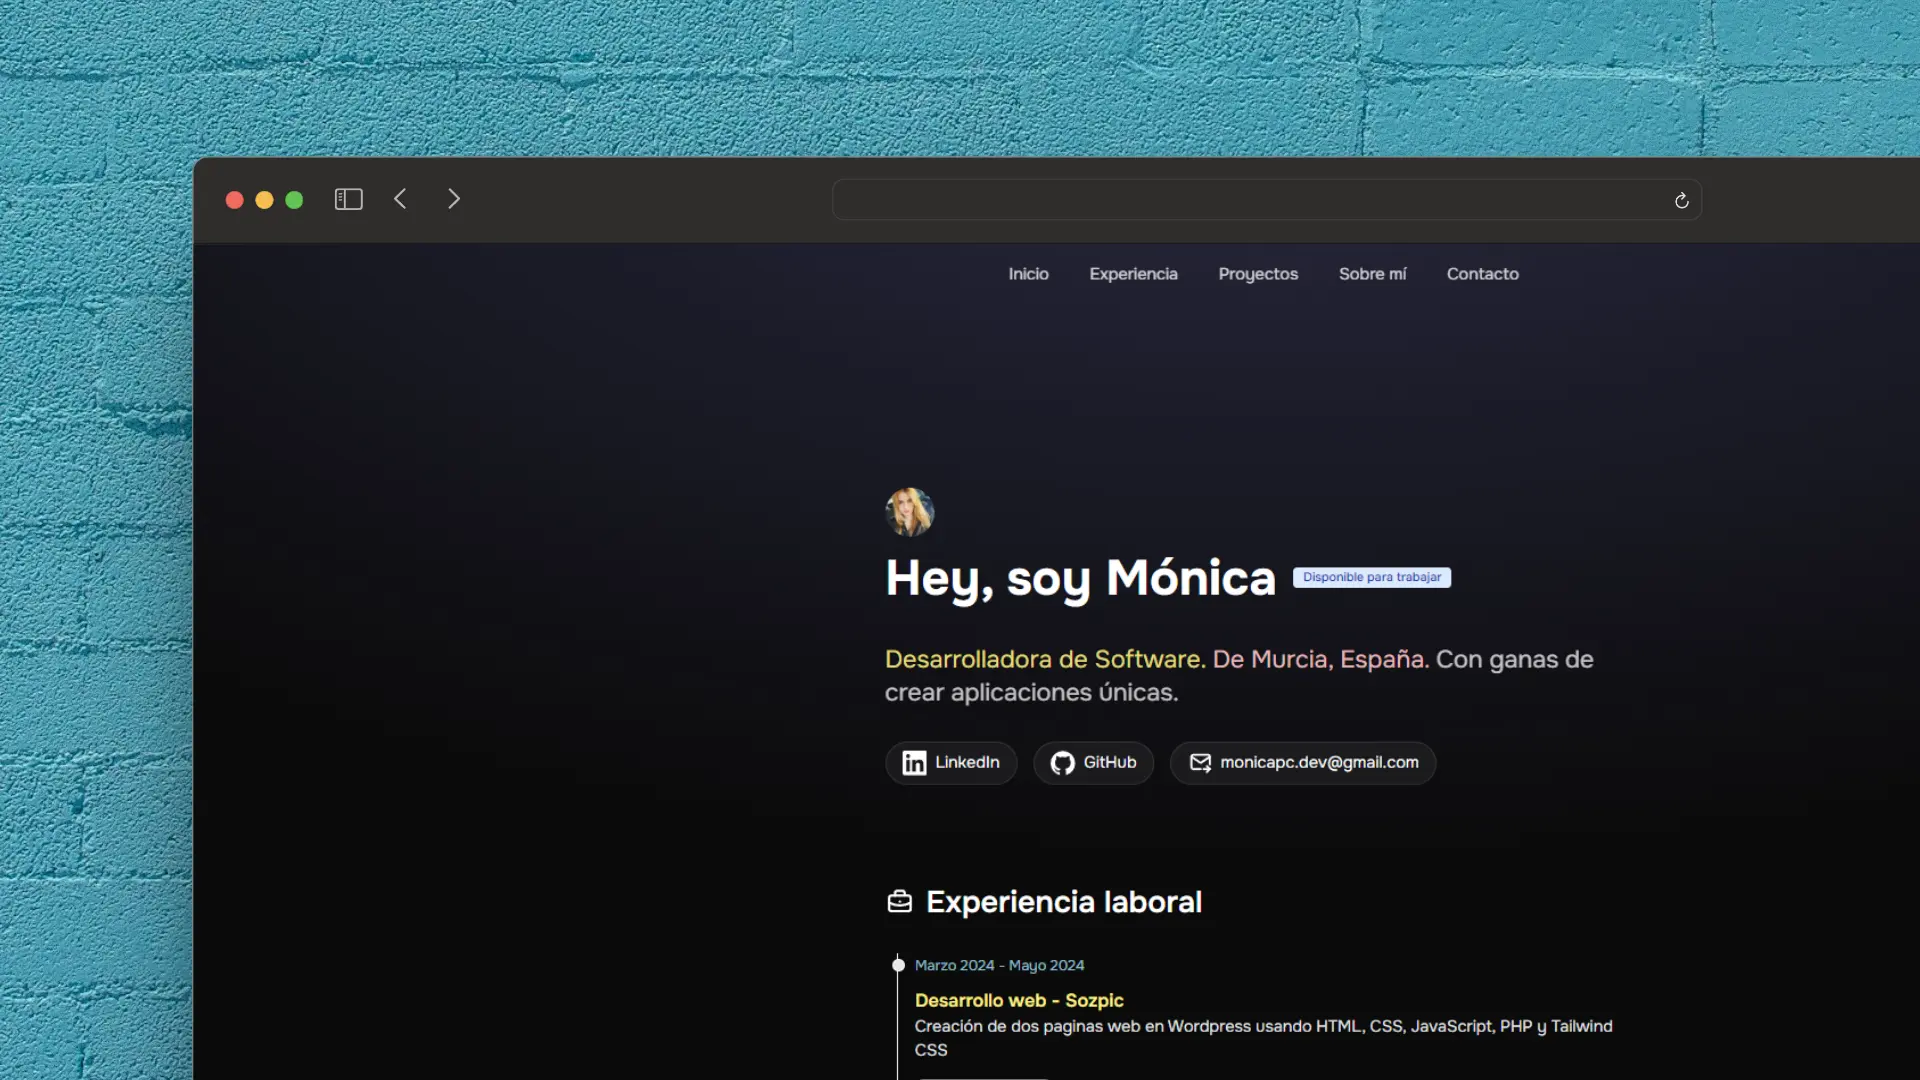 Inicio Experiencia Proyectos Sobre mí Contacto
Hey, soy Mónica Disponible para trabajar
Desarrolladora de Software. De Murcia, España. Con ganas de
crear aplicaciones únicas.
LinkedIn GitHub monicapc.dev@gmail.com
Experiencia laboral
Marzo 2024 - Mayo 2024
Desarrollo web - Sozpic
Creación de dos paginas web en Wordpress usando HTML, CSS, JavaScript, PHP y Tailwind
CSS